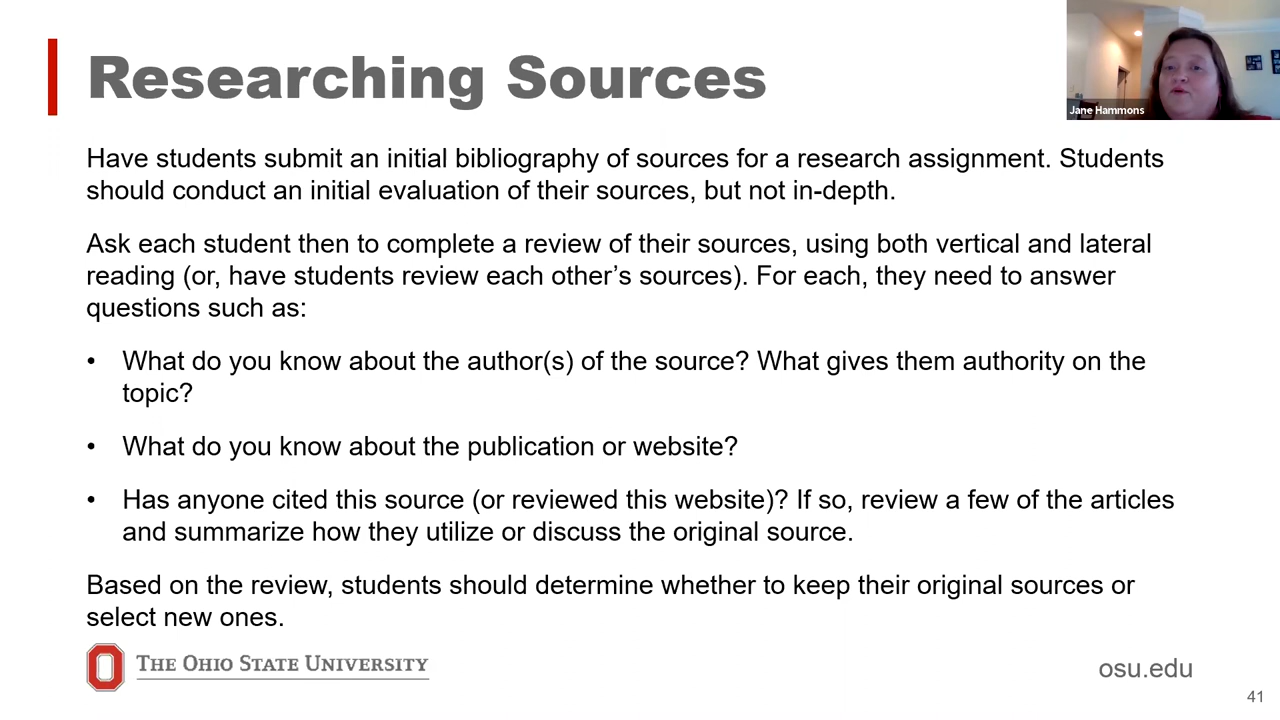 Researching Sources
Jane Hammons
Have students submit an initial bibliography of sources for a research assignment. Students
should conduct an initial evaluation of their sources, but not in-depth.
Ask each student then to complete a review of their sources, using both vertical and lateral
reading (or, have students review each other’s sources). For each, they need to answer
questions such as:
• What do you know about the author(s) of the source? What gives them authority on the
topic?
• What do you know about the publication or website?
• Has anyone cited this source (or reviewed this website)? If so, review a few of the articles
and summarize how they utilize or discuss the original source.
Based on the review, students should determine whether to keep their original sources or
select new ones.
The Ohio State University
osu.edu
41